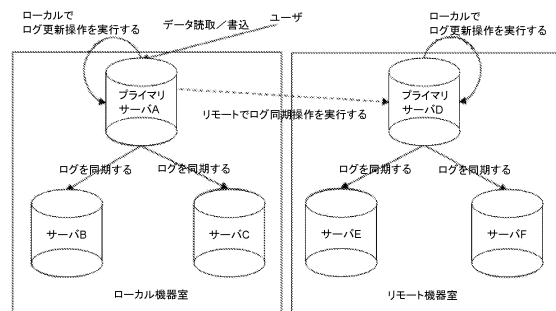 ローカルで
ログ更新操作を実行する
データ読取／書込
ユーザ
ローカルで
ログ更新操作を実行する
プライマリ
サーバA
リモートでログ同期操作を実行する
プライマリ
サーバD
ログを同期する
ログを同期する
ログを同期する
ログを同期する
サーバB
サーバC
サーバE
サーバF
ローカル機器室
リモート機器室